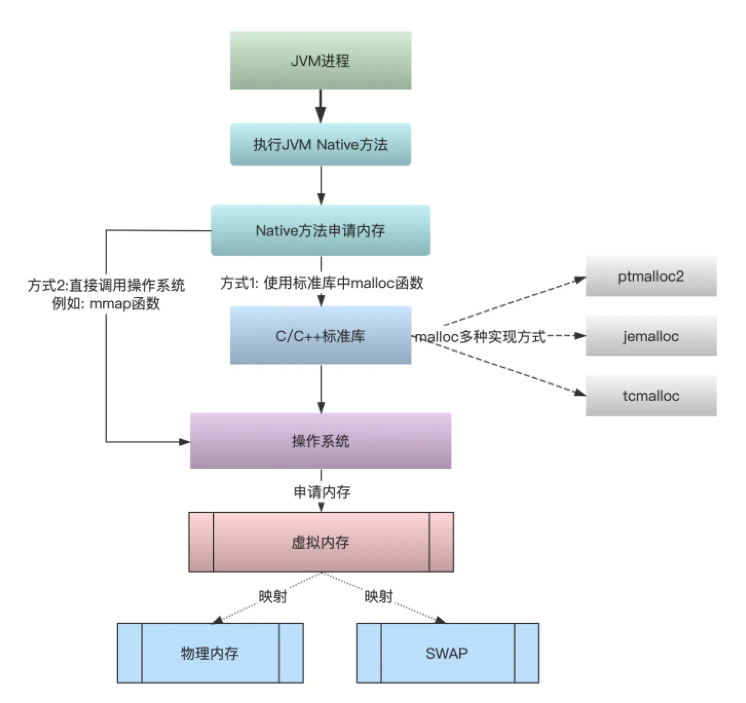 JVM进程
执行JVM Native方法
Native方法申请内存
方式2:直接调用操作系统
例如: mmap函数
方式1: 使用标准库中malloc函数
ptmalloc2
C/C++标准库
malloc多种实现方式
jemalloc
tcmalloc
操作系统
申请内存
虚拟内存
映射
映射
物理内存
SWAP